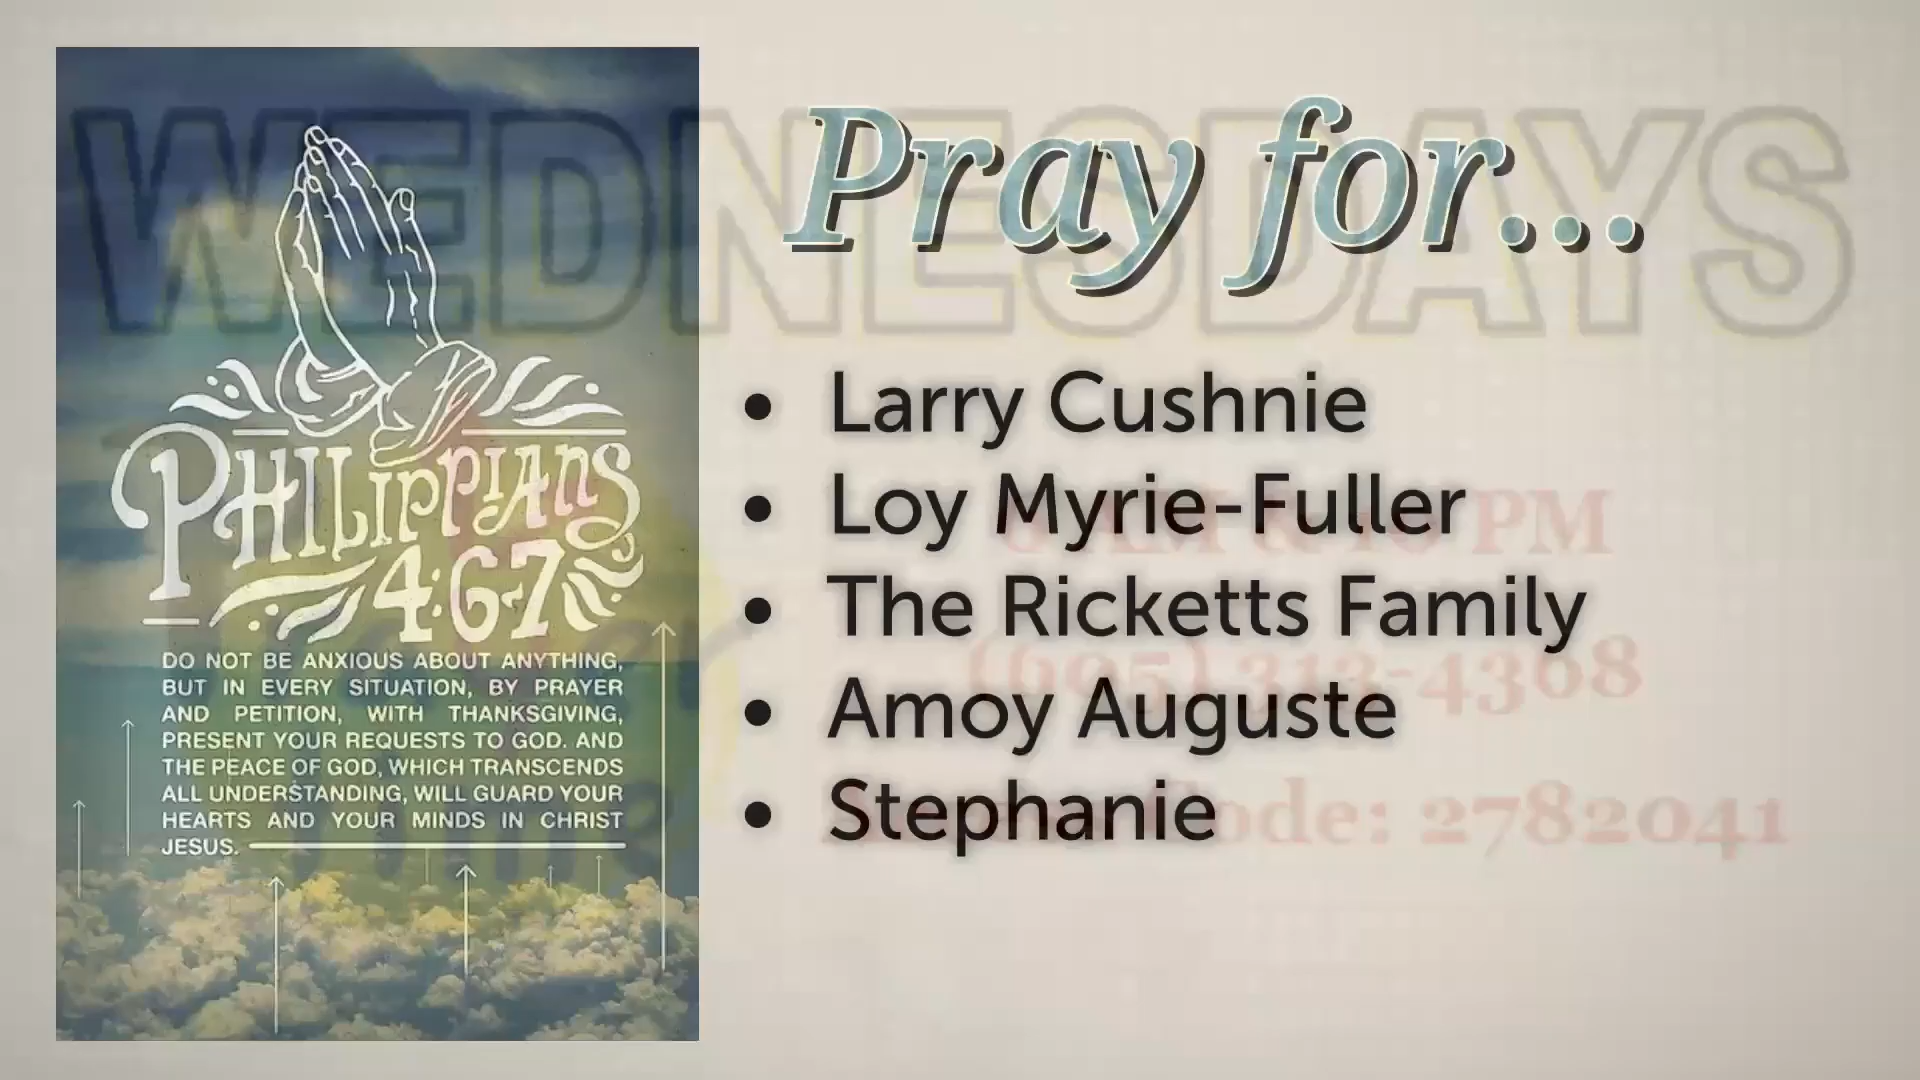 WEDNESDAYS
Pray for...
PHILIPPIANS
4:6-7
DO NOT BE ANXIOUS ABOUT ANYTHING,
BUT IN EVERY SITUATION, BY PRAYER
AND PETITION, WITH THANKSGIVING,
PRESENT YOUR REQUESTS TO GOD. AND
THE PEACE OF GOD, WHICH TRANSCENDS
ALL UNDERSTANDING, WILL GUARD YOUR
HEARTS AND YOUR MINDS IN CHRIST
JESUS.
• Larry Cushnie
• Loy Myrie-Fuller
• The Ricketts Family
• Amoy Auguste
• Stephanie
PM
(605) 313-4368
Code: 2782041